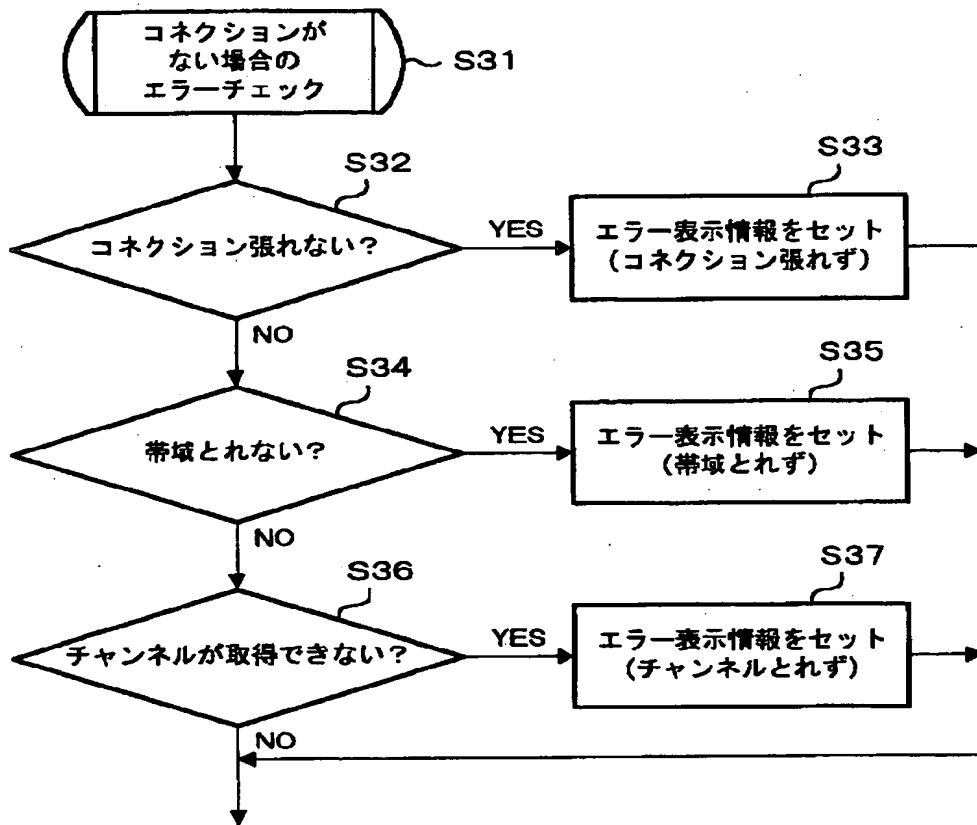 コネクションが
ない場合の
エラーチェック
S31
S32
コネクション張れない?
YES
S33
エラー表示情報をセット
(コネクション張れず)
NO
S34
帯域とれない?
YES
S35
エラー表示情報をセット
(帯域とれず)
NO
S36
チャンネルが取得できない?
YES
S37
エラー表示情報をセット
(チャンネルとれず)
NO